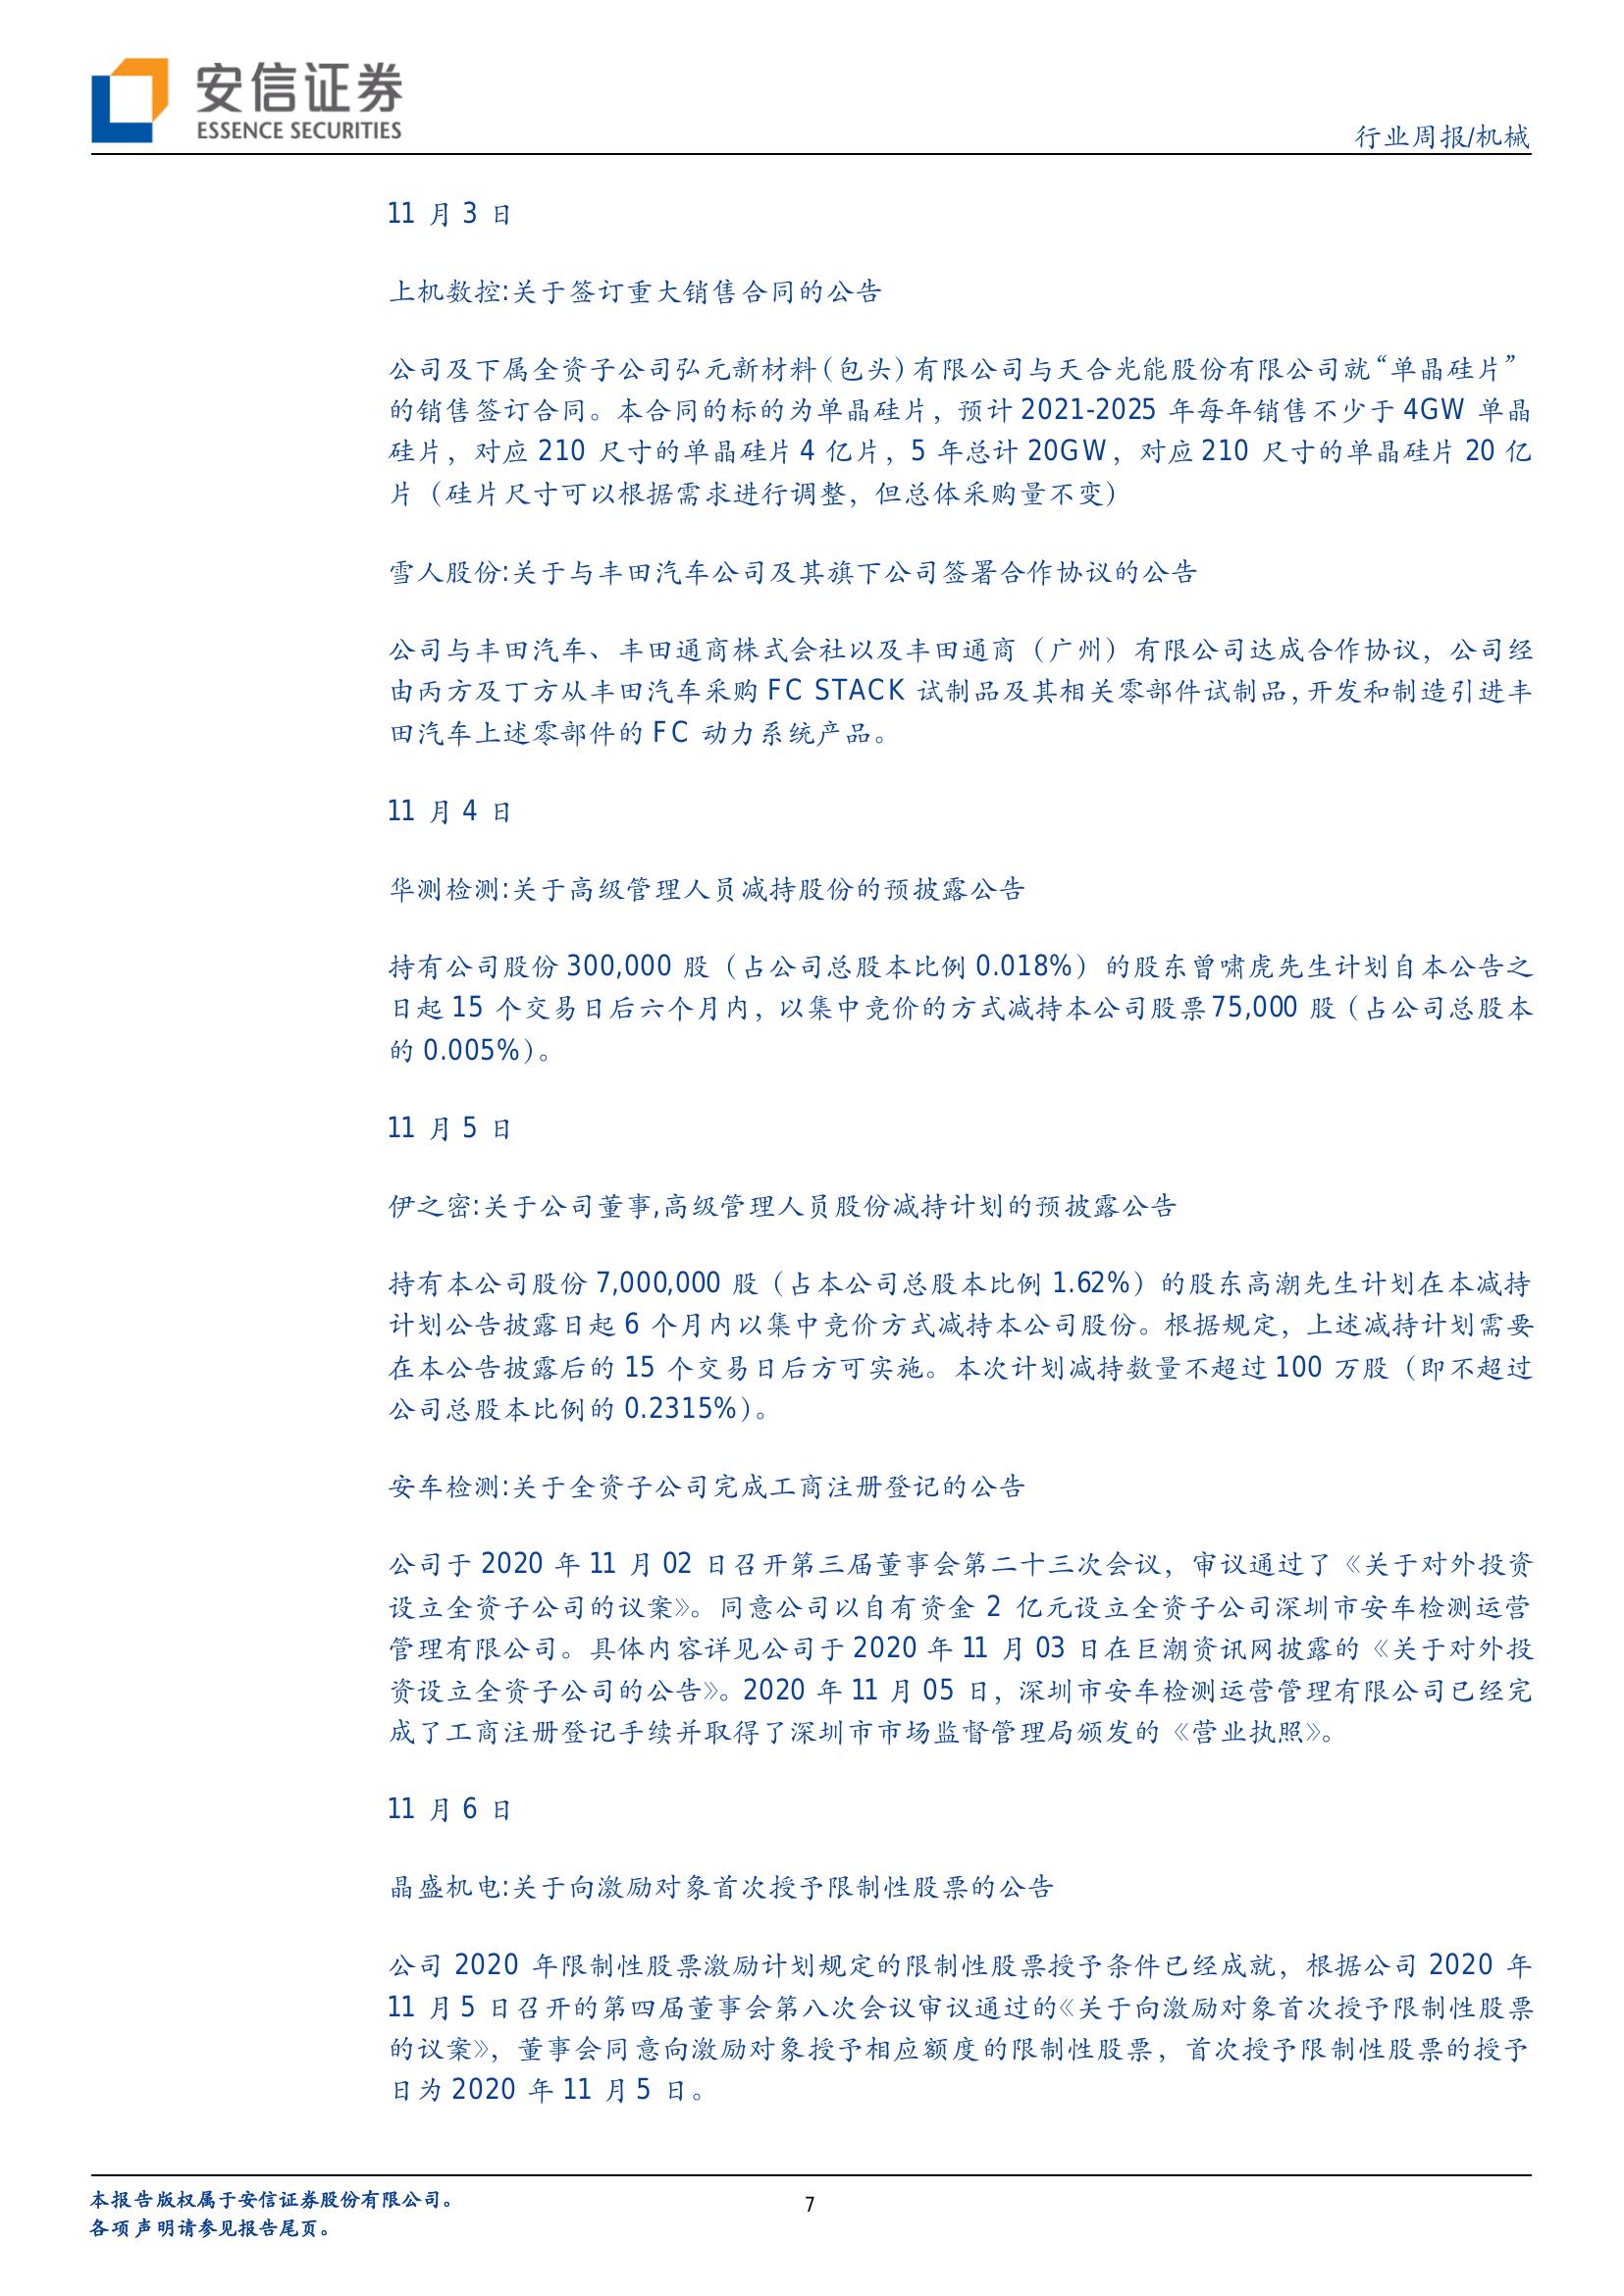 安信证券
ESSENCE SECURITIES
行业周报/机械
11 月 3 日
上机数控:关于签订重大销售合同的公告
公司及下属全资子公司弘元新材料(包头)有限公司与天合光能股份有限公司就“单晶硅片”
的销售签订合同。本合同的标的为单晶硅片，预计 2021-2025 年每年销售不少于 4GW 单晶
硅片，对应 210 尺寸的单晶硅片 4 亿片，5 年总计 20GW，对应 210 尺寸的单晶硅片 20 亿
片（硅片尺寸可以根据需求进行调整，但总体采购量不变）
雪人股份:关于与丰田汽车公司及其旗下公司签署合作协议的公告
公司与丰田汽车、丰田通商株式会社以及丰田通商（广州）有限公司达成合作协议，公司经
由丙方及丁方从丰田汽车采购 FC STACK 试制品及其相关零部件试制品，开发和制造引进丰
田汽车上述零部件的 FC 动力系统产品。
11 月 4 日
华测检测:关于高级管理人员减持股份的预披露公告
持有公司股份 300,000 股（占公司总股本比例 0.018%）的股东曾啸虎先生计划自本公告之
日起 15 个交易日后六个月内，以集中竞价的方式减持本公司股票 75,000 股（占公司总股本
的 0.005%）。
11 月 5 日
伊之密:关于公司董事,高级管理人员股份减持计划的预披露公告
持有本公司股份 7,000,000 股（占本公司总股本比例 1.62%）的股东高潮先生计划在本减持
计划公告披露日起 6 个月内以集中竞价方式减持本公司股份。根据规定，上述减持计划需要
在本公告披露后的 15 个交易日后方可实施。本次计划减持数量不超过 100 万股（即不超过
公司总股本比例的 0.2315%）。
安车检测:关于全资子公司完成工商注册登记的公告
公司于 2020 年 11 月 02 日召开第三届董事会第二十三次会议，审议通过了《关于对外投资
设立全资子公司的议案》。同意公司以自有资金 2 亿元设立全资子公司深圳市安车检测运营
管理有限公司。具体内容详见公司于 2020 年 11 月 03 日在巨潮资讯网披露的《关于对外投
资设立全资子公司的公告》。2020 年 11 月 05 日，深圳市安车检测运营管理有限公司已经完
成了工商注册登记手续并取得了深圳市市场监督管理局颁发的《营业执照》。
11 月 6 日
晶盛机电:关于向激励对象首次授予限制性股票的公告
公司 2020 年限制性股票激励计划规定的限制性股票授予条件已经成就，根据公司 2020 年
11 月 5 日召开的第四届董事会第八次会议审议通过的《关于向激励对象首次授予限制性股票
的议案》，董事会同意向激励对象授予相应额度的限制性股票，首次授予限制性股票的授予
日为 2020 年 11 月 5 日。
本报告版权属于安信证券股份有限公司。
各项声明请参见报告尾页。
7